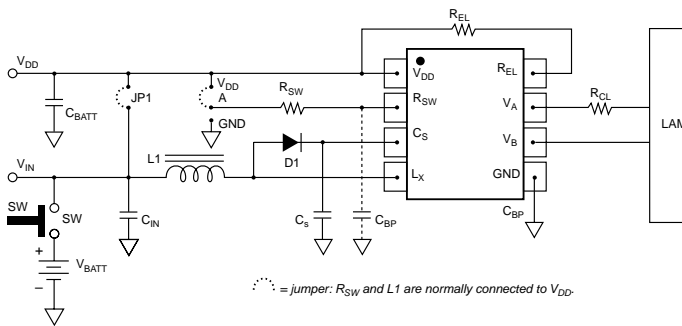 R_EL
V_DD
V_DD
R_SW
A
JP1
C_BATT
GND
V_DD
R_EL
R_SW
V_A
R_CL
C_S
V_B
LAM
L_X
GND
L1
D1
V_IN
C_BP
SW
SW
C_IN
C_s
C_BP
+
V_BATT
–
= jumper: R_SW and L1 are normally connected to V_DD.